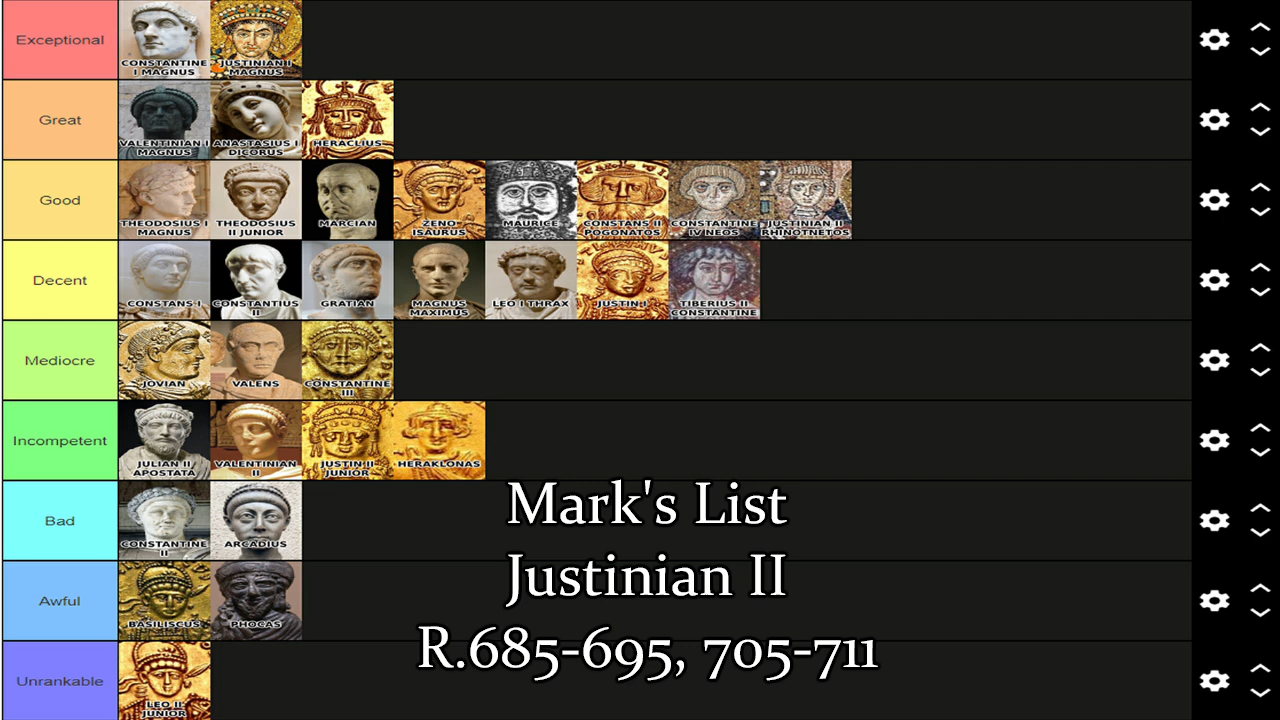 Exceptional
CONSTANTINE
I MAGNUS
JUSTINIAN I
MAGNUS
Great
VALENTINIAN I
MAGNUS
ANASTASIUS I
DICORUS
HERACLIUS
Good
THEODOSIUS I
MAGNUS
THEODOSIUS
II JUNIOR
MARCIAN
ZENO
ISAURUS
MAURICE
CONSTANS II
POGONATOS
CONSTANTINE
IV NEOS
JUSTINIAN II
RHINOTNETOS
Decent
CONSTANS I
CONSTANTIUS
II
GRATIAN
MAGNUS
MAXIMUS
LEO I THRAX
JUSTIN I
TIBERIUS II
CONSTANTINE
Mediocre
JOVIAN
VALENS
CONSTANTINE
III
Incompetent
JULIAN II
APOSTATA
VALENTINIAN
II
JUSTIN II
JUNIOR
HERAKLONAS
Bad
CONSTANTINE
II
ARCADIUS
Awful
BASILISCUS
PHOCAS
Unrankable
LEO II
JUNIOR
Mark's List
Justinian II
R.685-695, 705-711